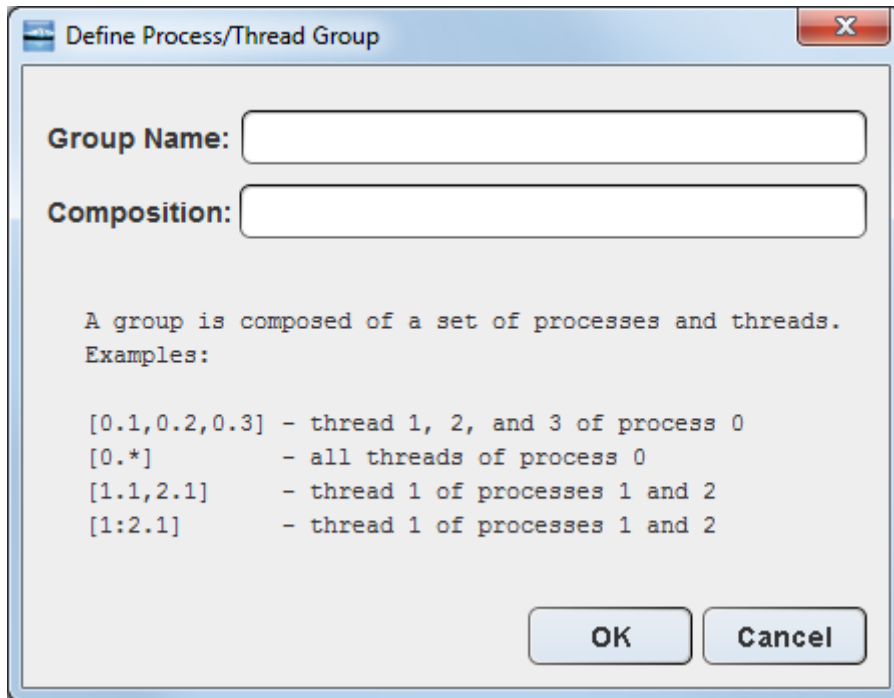 Define Process/Thread Group
Group Name:
Composition:
A group is composed of a set of processes and threads.
Examples:
[0.1,0.2,0.3] - thread 1, 2, and 3 of process 0
[0.*] - all threads of process 0
[1.1,2.1] - thread 1 of processes 1 and 2
[1:2.1] - thread 1 of processes 1 and 2
OK Cancel